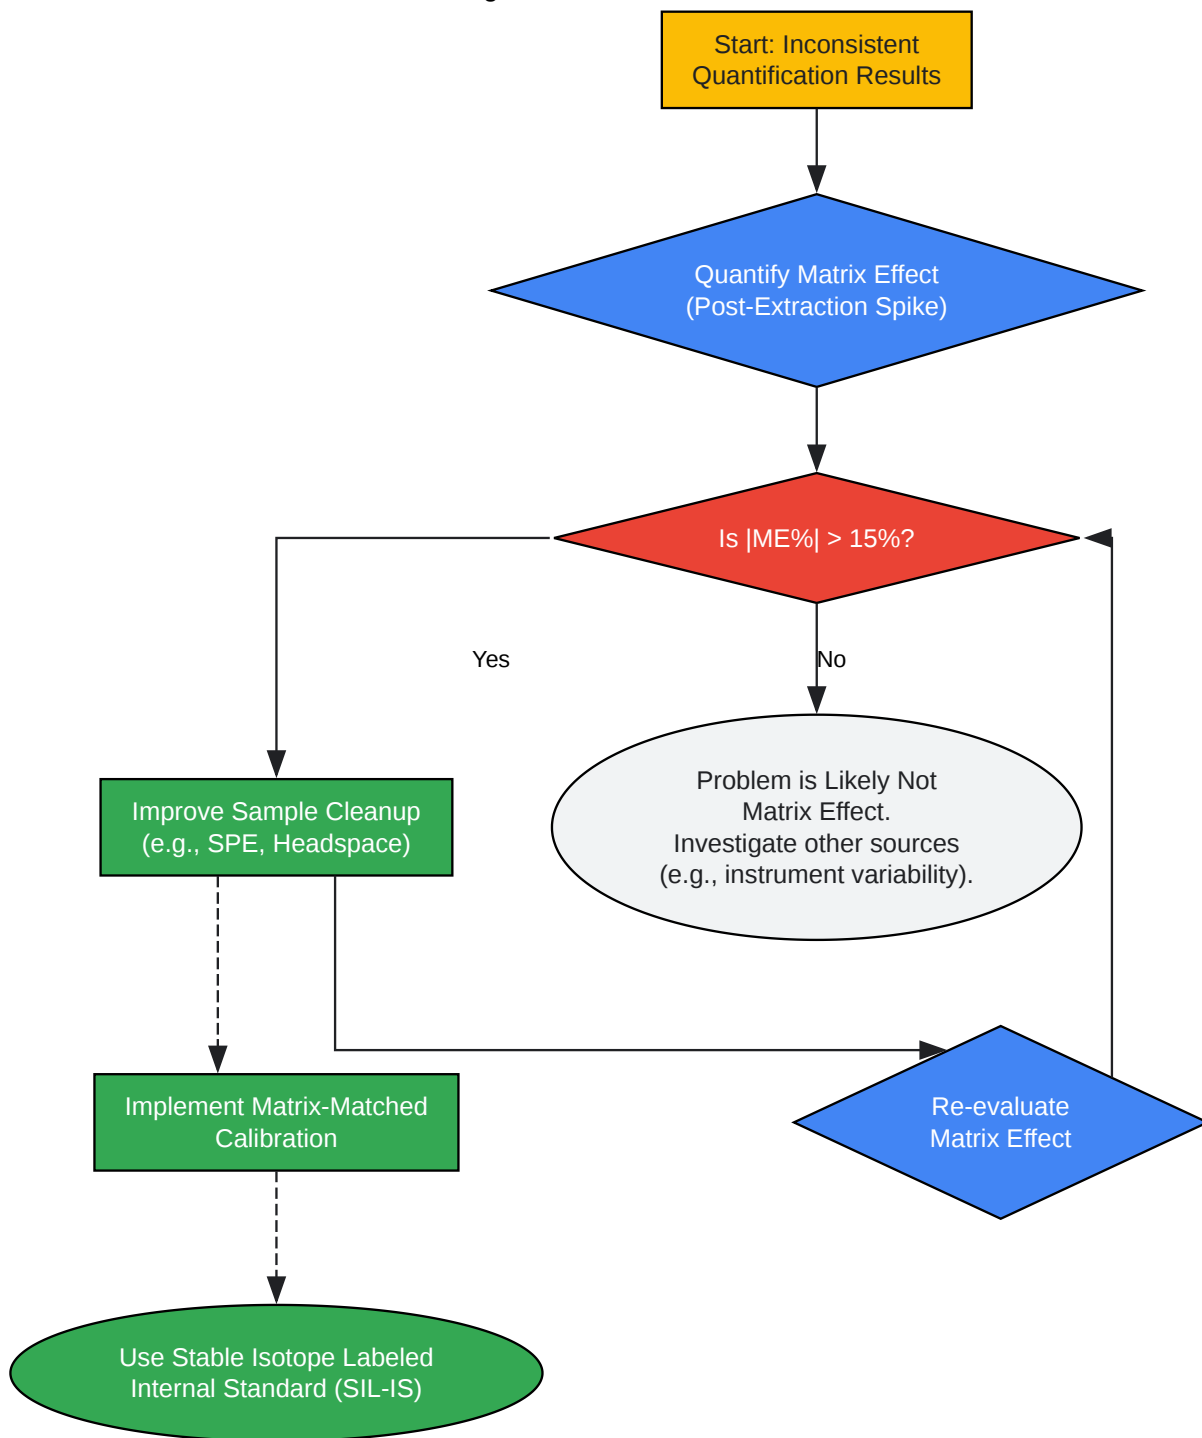 Start: Inconsistent
Quantification Results
Quantify Matrix Effect
(Post-Extraction Spike)
Is |ME%| > 15%?
Yes
No
Problem is Likely Not
Matrix Effect.
Investigate other sources
(e.g., instrument variability).
Improve Sample Cleanup
(e.g., SPE, Headspace)
Implement Matrix-Matched
Calibration
Re-evaluate
Matrix Effect
Use Stable Isotope Labeled
Internal Standard (SIL-IS)